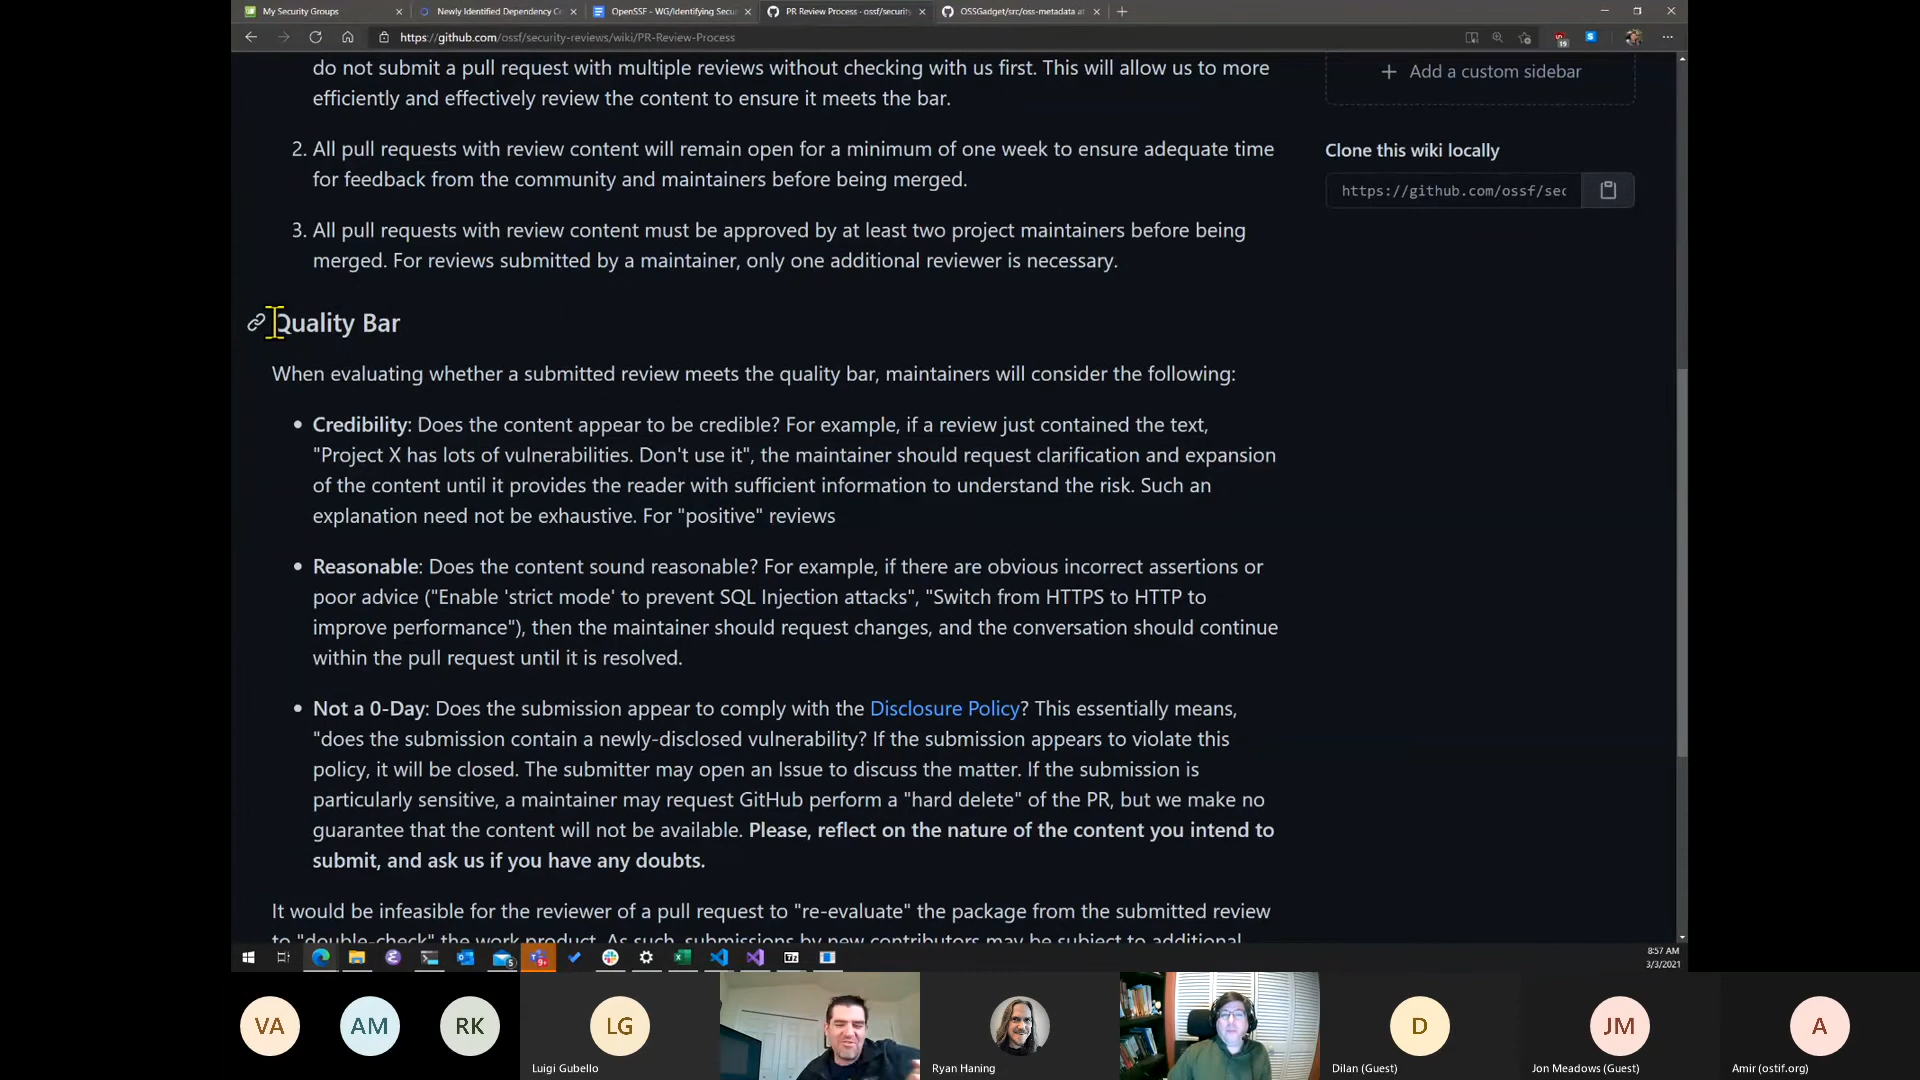 My Security Groups
Newly Identified Dependency C
OpenSSF - WG/Identifying Secu
PR Review Process · ossf/security
OSSGadget/src/oss-metadata at
https://github.com/ossf/security-reviews/wiki/PR-Review-Process
19
do not submit a pull request with multiple reviews without checking with us first. This will allow us to more
efficiently and effectively review the content to ensure it meets the bar.
2. All pull requests with review content will remain open for a minimum of one week to ensure adequate time
for feedback from the community and maintainers before being merged.
3. All pull requests with review content must be approved by at least two project maintainers before being
merged. For reviews submitted by a maintainer, only one additional reviewer is necessary.
Add a custom sidebar
Clone this wiki locally
https://github.com/ossf/sec
Quality Bar
When evaluating whether a submitted review meets the quality bar, maintainers will consider the following:
• Credibility: Does the content appear to be credible? For example, if a review just contained the text,
"Project X has lots of vulnerabilities. Don't use it", the maintainer should request clarification and expansion
of the content until it provides the reader with sufficient information to understand the risk. Such an
explanation need not be exhaustive. For "positive" reviews
• Reasonable: Does the content sound reasonable? For example, if there are obvious incorrect assertions or
poor advice ("Enable 'strict mode' to prevent SQL Injection attacks", "Switch from HTTPS to HTTP to
improve performance"), then the maintainer should request changes, and the conversation should continue
within the pull request until it is resolved.
• Not a 0-Day: Does the submission appear to comply with the Disclosure Policy? This essentially means,
"does the submission contain a newly-disclosed vulnerability? If the submission appears to violate this
policy, it will be closed. The submitter may open an Issue to discuss the matter. If the submission is
particularly sensitive, a maintainer may request GitHub perform a "hard delete" of the PR, but we make no
guarantee that the content will not be available. Please, reflect on the nature of the content you intend to
submit, and ask us if you have any doubts.
It would be infeasible for the reviewer of a pull request to "re-evaluate" the package from the submitted review
to "double-check" the work product. As such, submissions by new contributors may be subject to additional
8:57 AM
3/3/2021
VA
AM
RK
LG
D
JM
A
Luigi Gubello
Ryan Haning
Dilan (Guest)
Jon Meadows (Guest)
Amir (ostif.org)